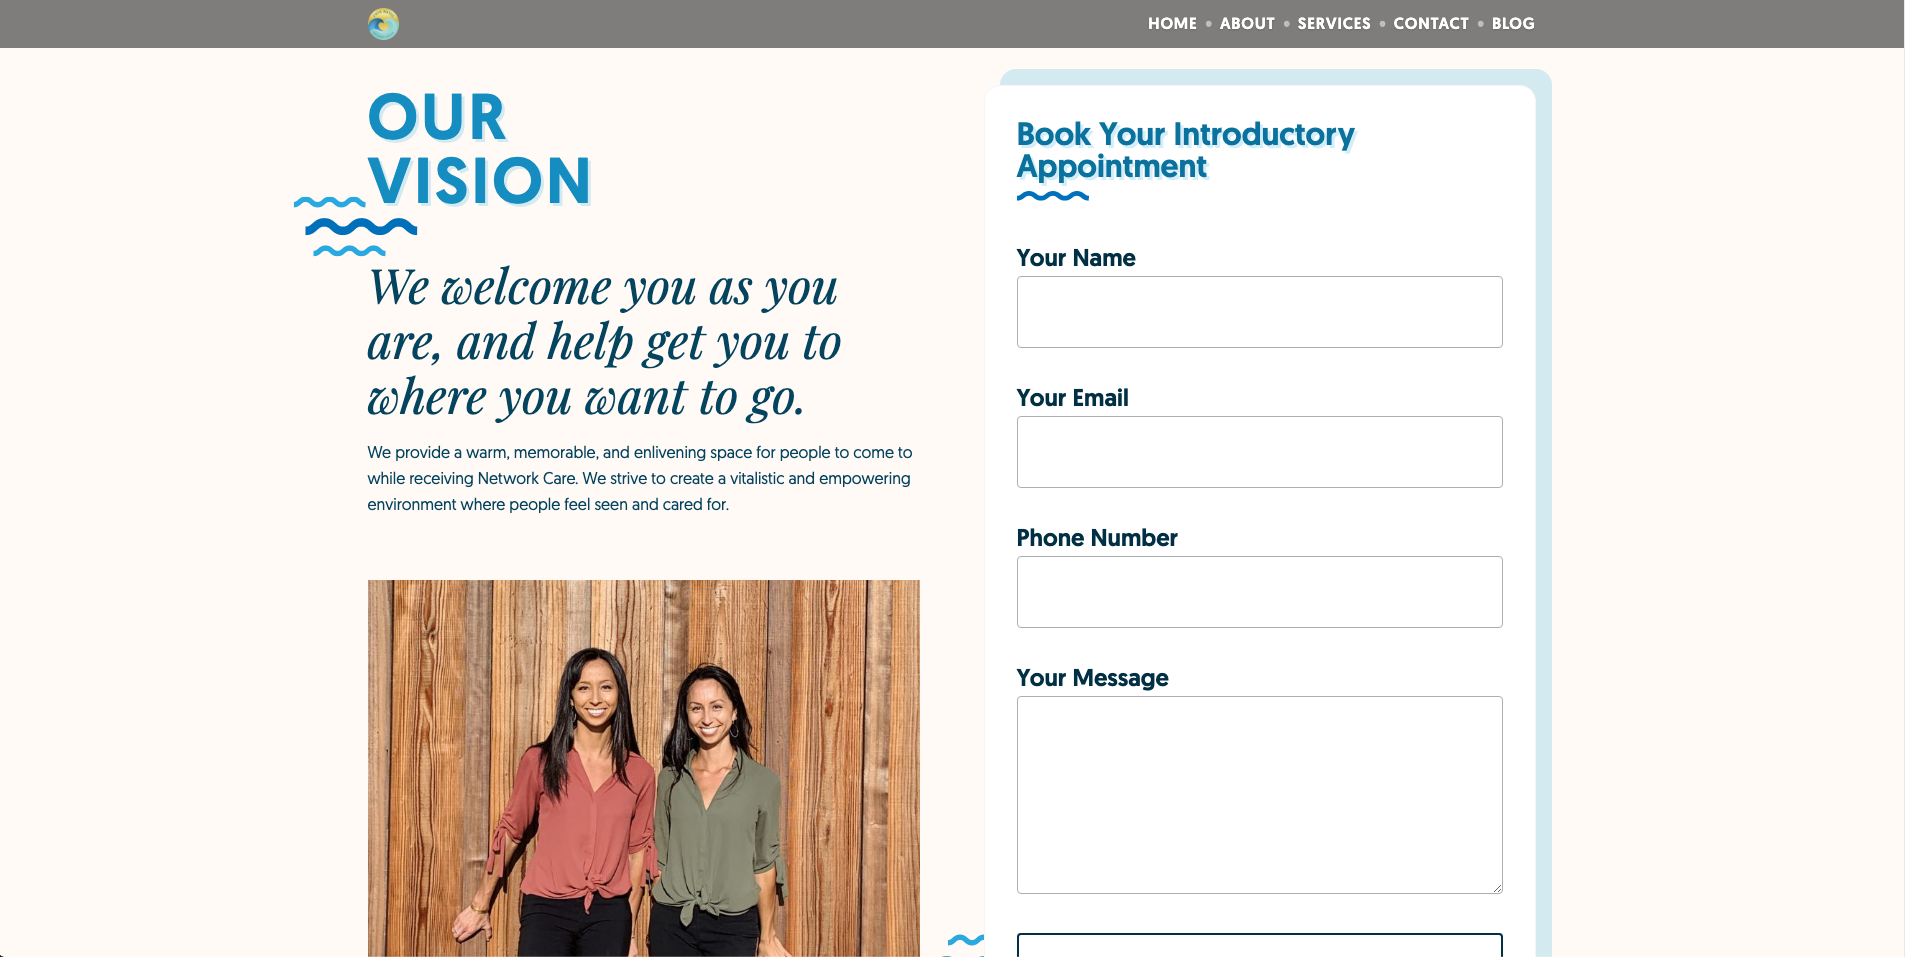 HOME • ABOUT • SERVICES • CONTACT • BLOG
OUR
VISION
We welcome you as you
are, and help get you to
where you want to go.
We provide a warm, memorable, and enlivening space for people to come to
while receiving Network Care. We strive to create a vitalistic and empowering
environment where people feel seen and cared for.
Book Your Introductory
Appointment
Your Name
Your Email
Phone Number
Your Message